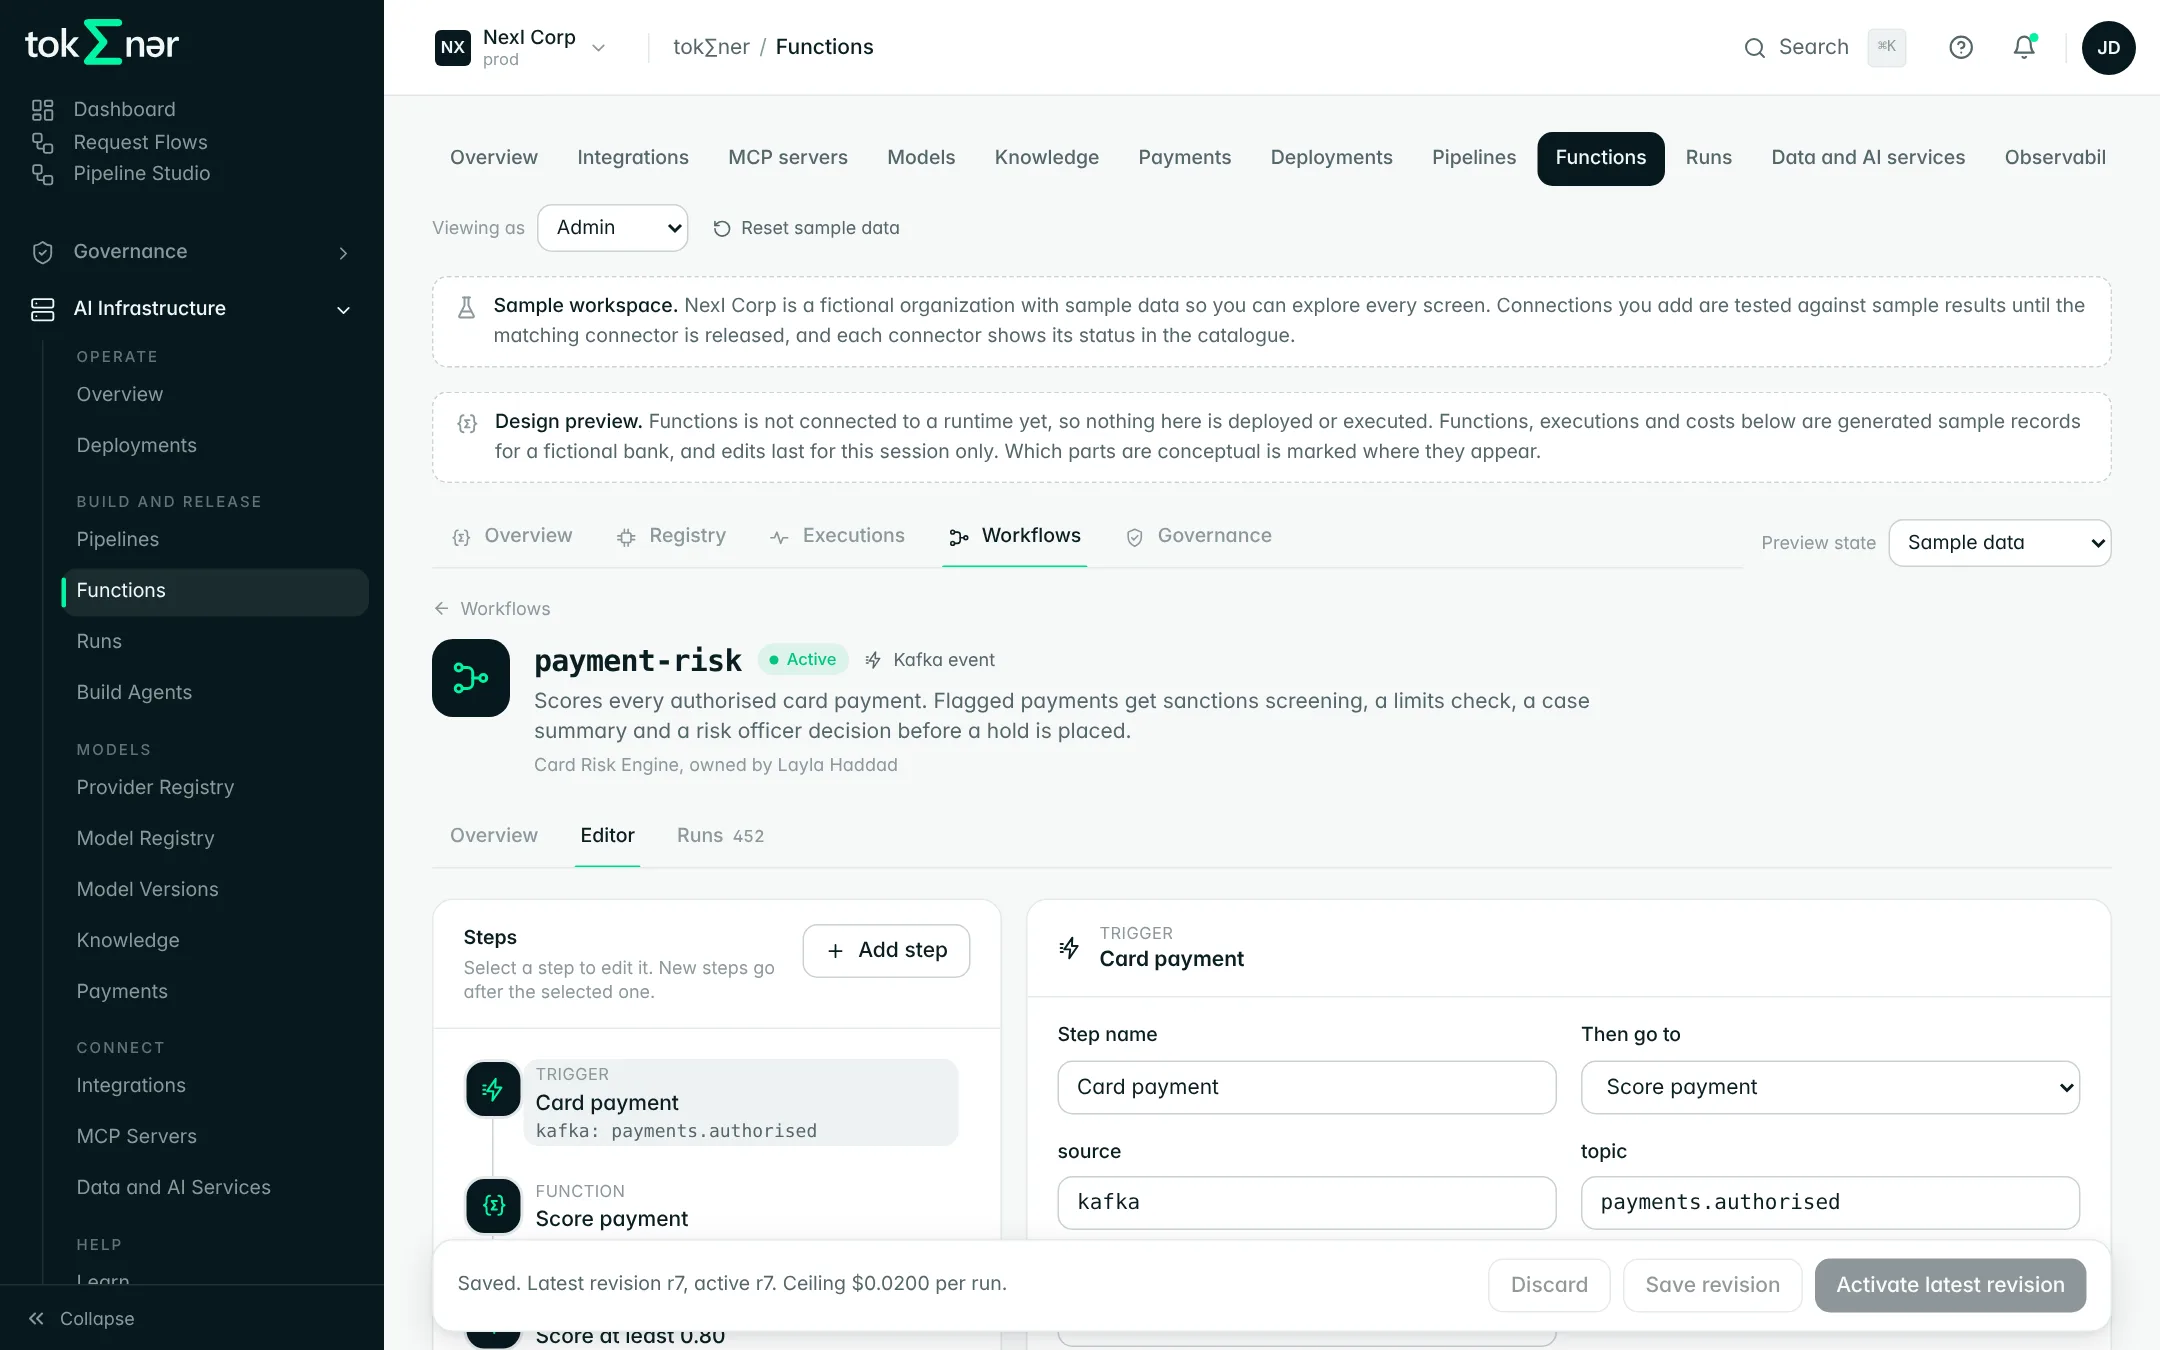 tokΣnər
Dashboard
Request Flows
Pipeline Studio
Governance
AI Infrastructure
OPERATE
Overview
Deployments
BUILD AND RELEASE
Pipelines
Functions
Runs
Build Agents
MODELS
Provider Registry
Model Registry
Model Versions
Knowledge
Payments
CONNECT
Integrations
MCP Servers
Data and AI Services
HELP
Learn
Collapse
NX
Nexl Corp
prod
tok∑ner / Functions
Search
⌘K
JD
Overview Integrations MCP servers Models Knowledge Payments Deployments Pipelines Functions Runs Data and AI services Observabil
Viewing as Admin Reset sample data
Sample workspace. Nexl Corp is a fictional organization with sample data so you can explore every screen. Connections you add are tested against sample results until the
matching connector is released, and each connector shows its status in the catalogue.
Design preview. Functions is not connected to a runtime yet, so nothing here is deployed or executed. Functions, executions and costs below are generated sample records
for a fictional bank, and edits last for this session only. Which parts are conceptual is marked where they appear.
Overview Registry Executions Workflows Governance
Preview state Sample data
Workflows
payment-risk Active Kafka event
Scores every authorised card payment. Flagged payments get sanctions screening, a limits check, a case
summary and a risk officer decision before a hold is placed.
Card Risk Engine, owned by Layla Haddad
Overview Editor Runs 452
Steps
Select a step to edit it. New steps go
after the selected one.
+ Add step
TRIGGER
Card payment
kafka: payments.authorised
FUNCTION
Score payment
Score at least 0.80
TRIGGER
Card payment
Step name
Card payment
Then go to
Score payment
source
kafka
topic
payments.authorised
Saved. Latest revision r7, active r7. Ceiling $0.0200 per run.
Discard
Save revision
Activate latest revision